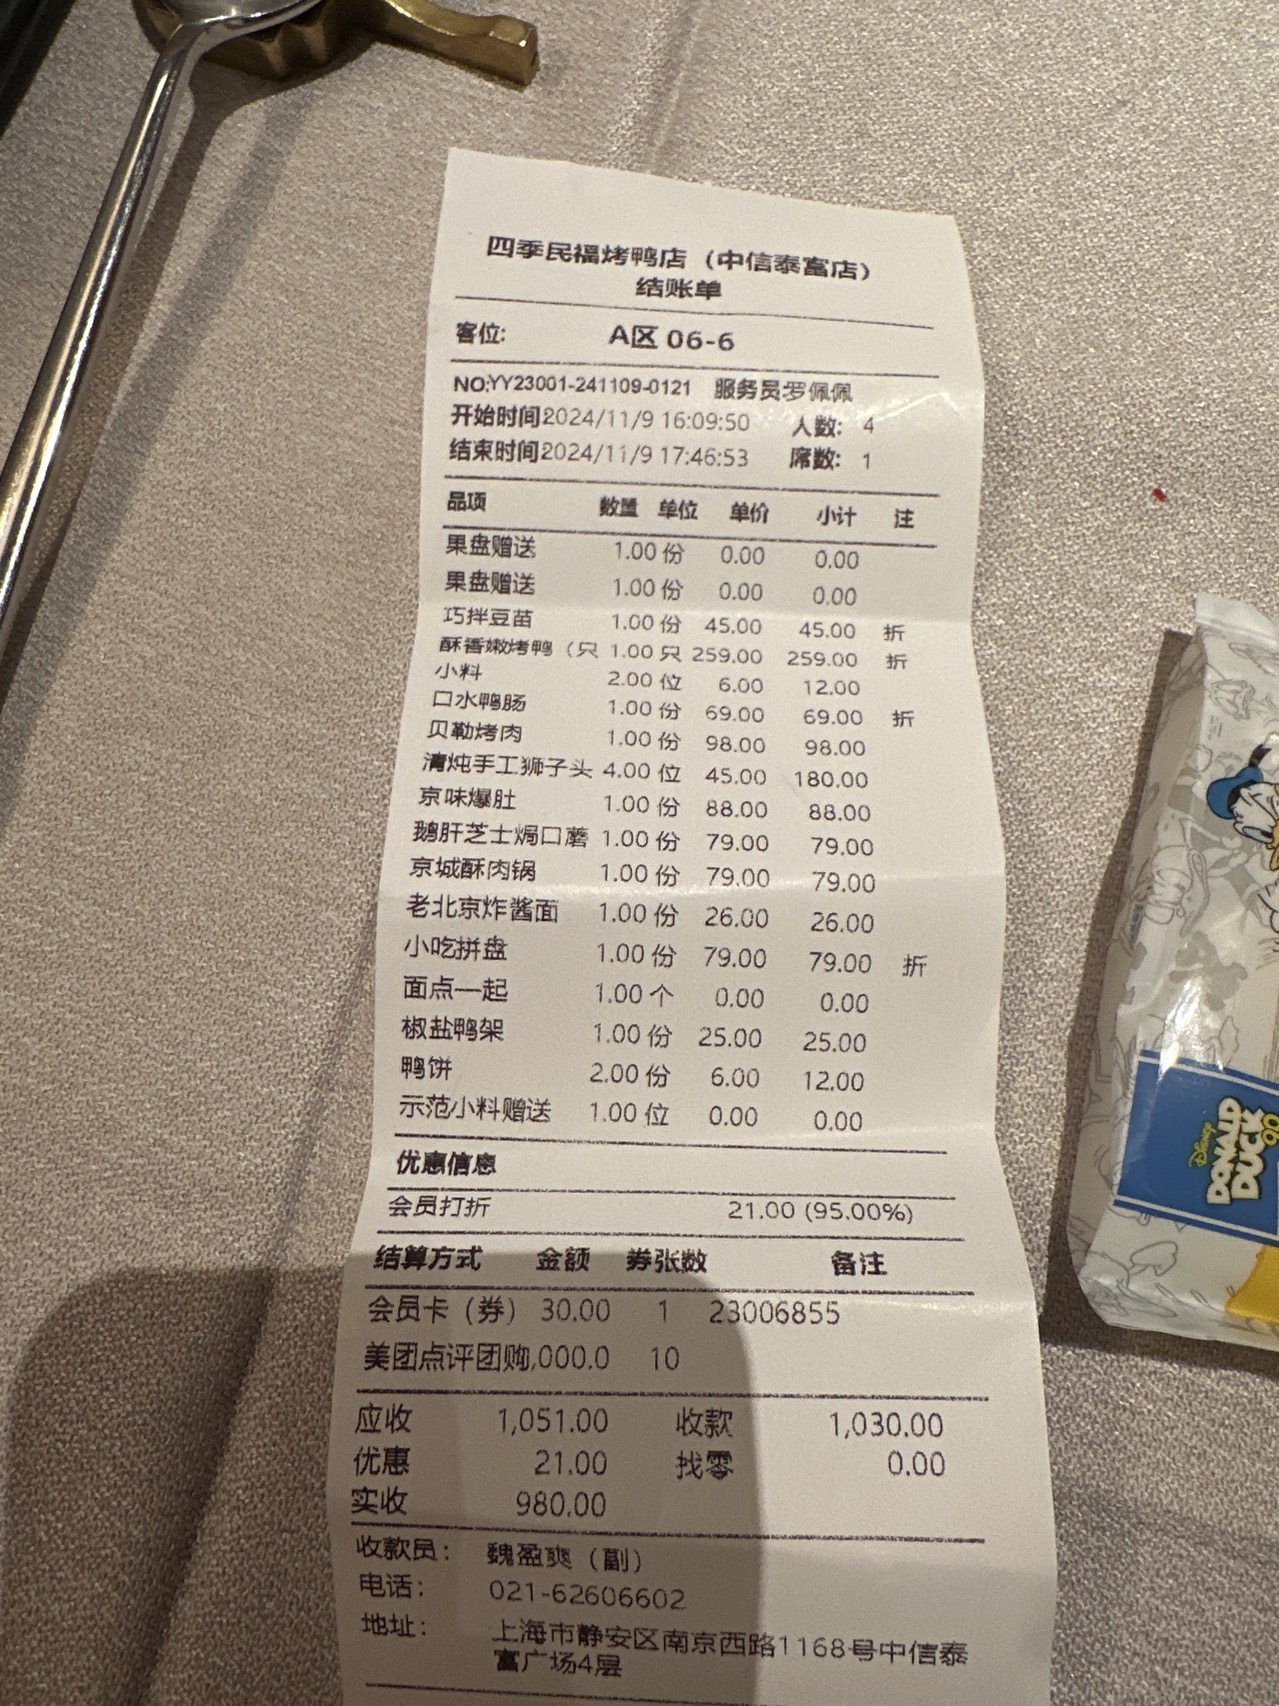 四季民福烤鸭店（中信泰富店）
结账单
客位: A区 06-6
NO:YY23001-241109-0121 服务员:罗佩佩
开始时间2024/11/9 16:09:50 人数: 4
结束时间2024/11/9 17:46:53 席数: 1
品项 数量 单位 单价 小计 注
果盘赠送 1.00 份 0.00 0.00
果盘赠送 1.00 份 0.00 0.00
巧拌豆苗 1.00 份 45.00 45.00 折
酥香嫩烤鸭（只 1.00 只 259.00 259.00 折
小料 2.00 位 6.00 12.00
口水鸭肠 1.00 份 69.00 69.00 折
贝勒烤肉 1.00 份 98.00 98.00
清炖手工狮子头 4.00 位 45.00 180.00
京味爆肚 1.00 份 88.00 88.00
鹅肝芝士焗口蘑 1.00 份 79.00 79.00
京城酥肉锅 1.00 份 79.00 79.00
老北京炸酱面 1.00 份 26.00 26.00
小吃拼盘 1.00 份 79.00 79.00 折
面点一起 1.00 个 0.00 0.00
椒盐鸭架 1.00 份 25.00 25.00
鸭饼 2.00 份 6.00 12.00
示范小料赠送 1.00 位 0.00 0.00
优惠信息
会员打折 21.00 (95.00%)
结算方式 金额 券张数 备注
会员卡（券） 30.00 1 23006855
美团点评团购,000.0 10
应收 1,051.00 收款 1,030.00
优惠 21.00 找零 0.00
实收 980.00
收款员: 魏盈爽（副）
电话: 021-62606602
地址: 上海市静安区南京西路1168号中信泰
富广场4层
Disney
DONALD
DUCK
90